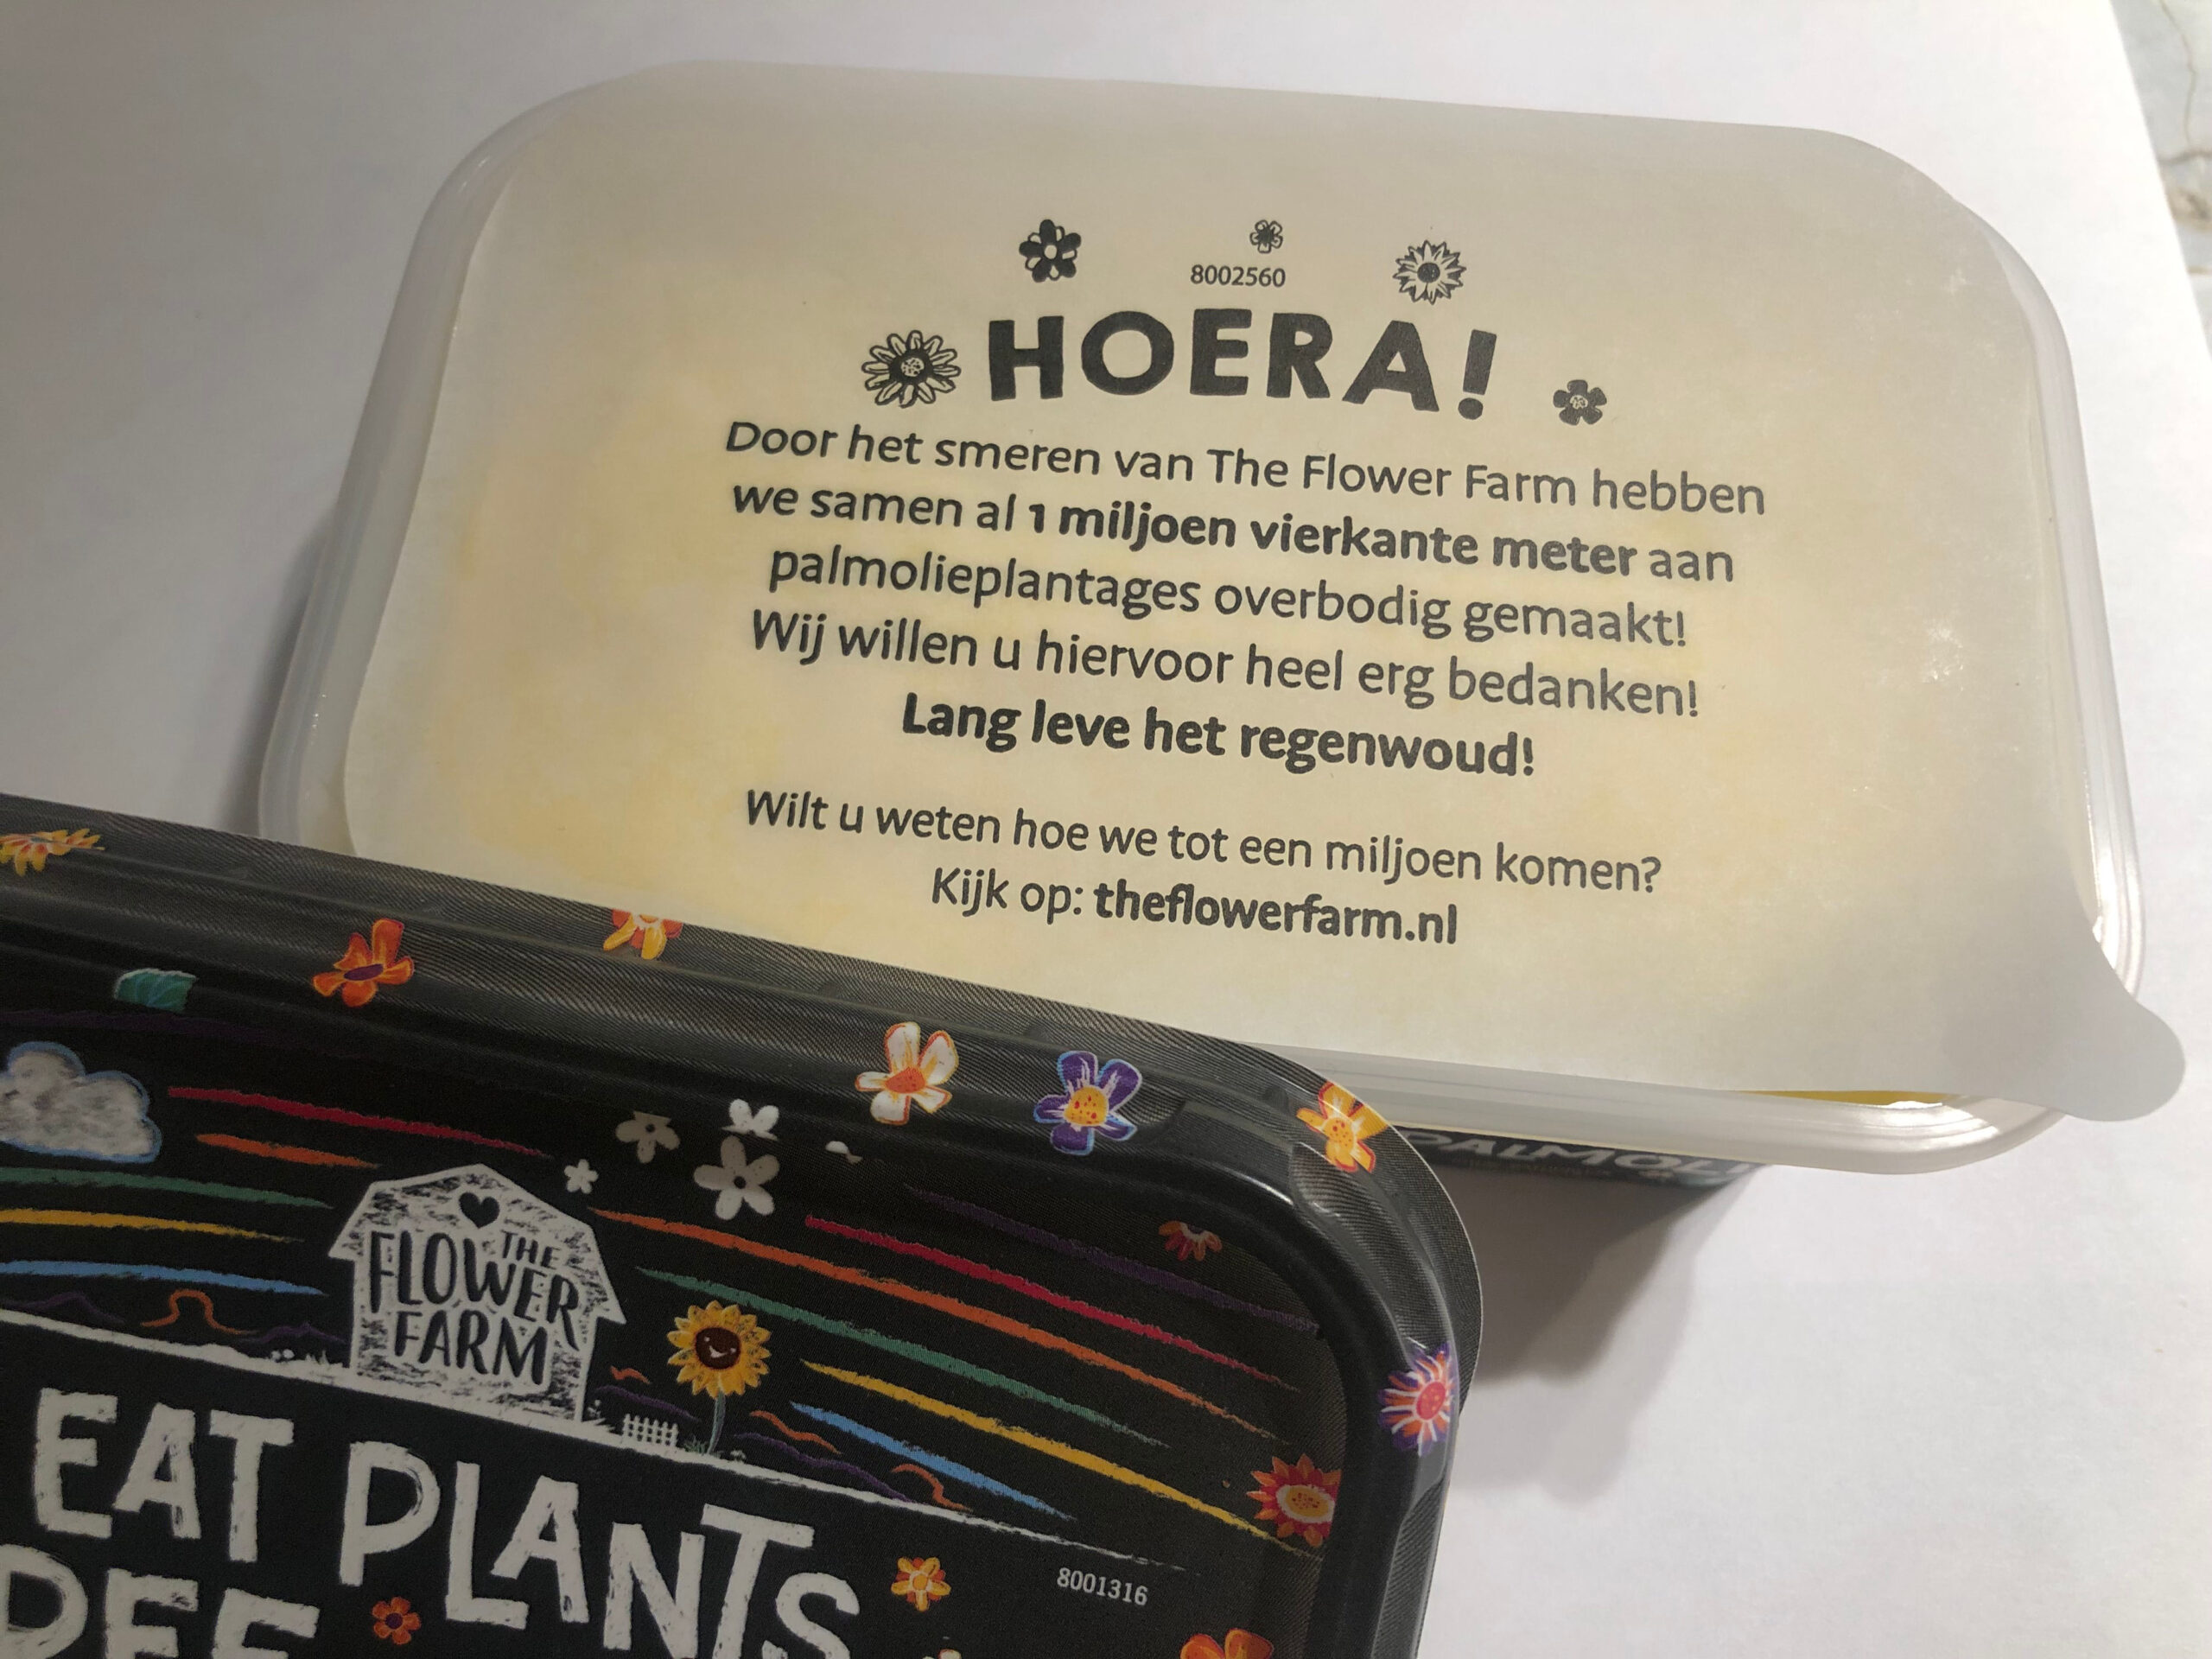 8002560
HOERA!
Door het smeren van The Flower Farm hebben
we samen al 1 miljoen vierkante meter aan
palmolieplantages overbodig gemaakt!
Wij willen u hiervoor heel erg bedanken!
Lang leve het regenwoud!
Wilt u weten hoe we tot een miljoen komen?
Kijk op: theflowerfarm.nl
THE
FLOWER
FARM
EAT PLANTS
8001316